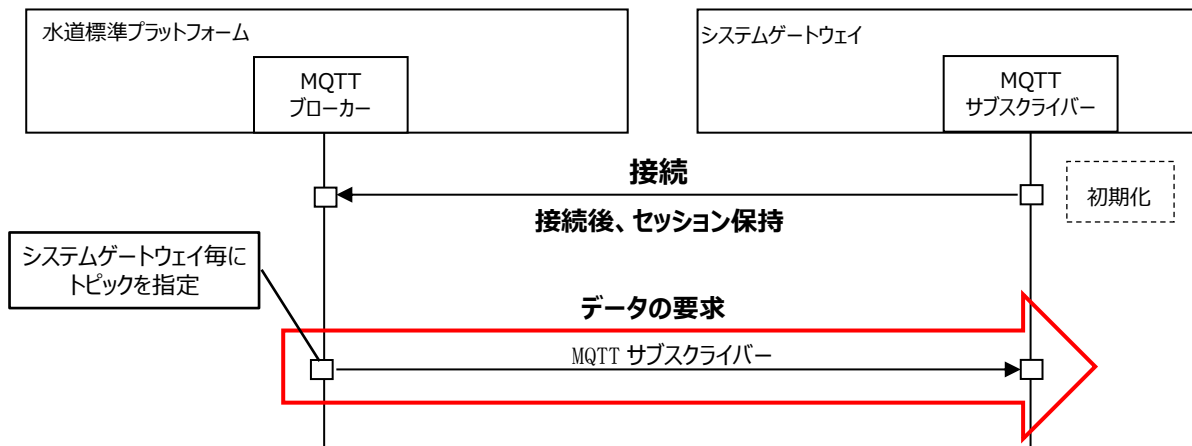 水道標準プラットフォーム
システムゲートウェイ
MQTT
ブローカー
MQTT
サブスクライバー
接続
初期化
接続後、セッション保持
システムゲートウェイ毎に
トピックを指定
データの要求
MQTT サブスクライバー